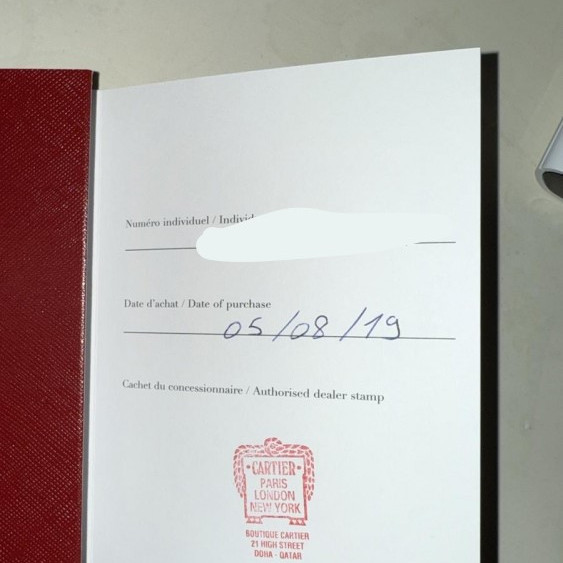 Numéro individuel / Individ
Date d'achat / Date of purchase
05/08/19
Cachet du concessionnaire / Authorised dealer stamp
CARTIER
PARIS
LONDON
NEW YORK
BOUTIQUE CARTIER
21 HIGH STREET
DOHA - QATAR